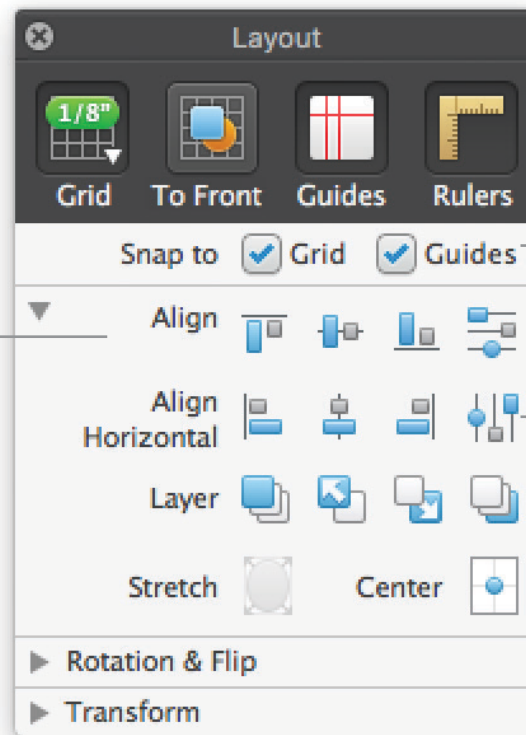 Layout
1/8"
Grid To Front Guides Rulers
Snap to Grid Guides
Align
Align
Horizontal
Layer
Stretch Center
Rotation & Flip
Transform